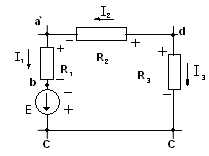 I₂
a'
d
+
−
−
+
I₁
R₂
+
I₃
R₁
R₃
b
−
−
E
+
−
C
C